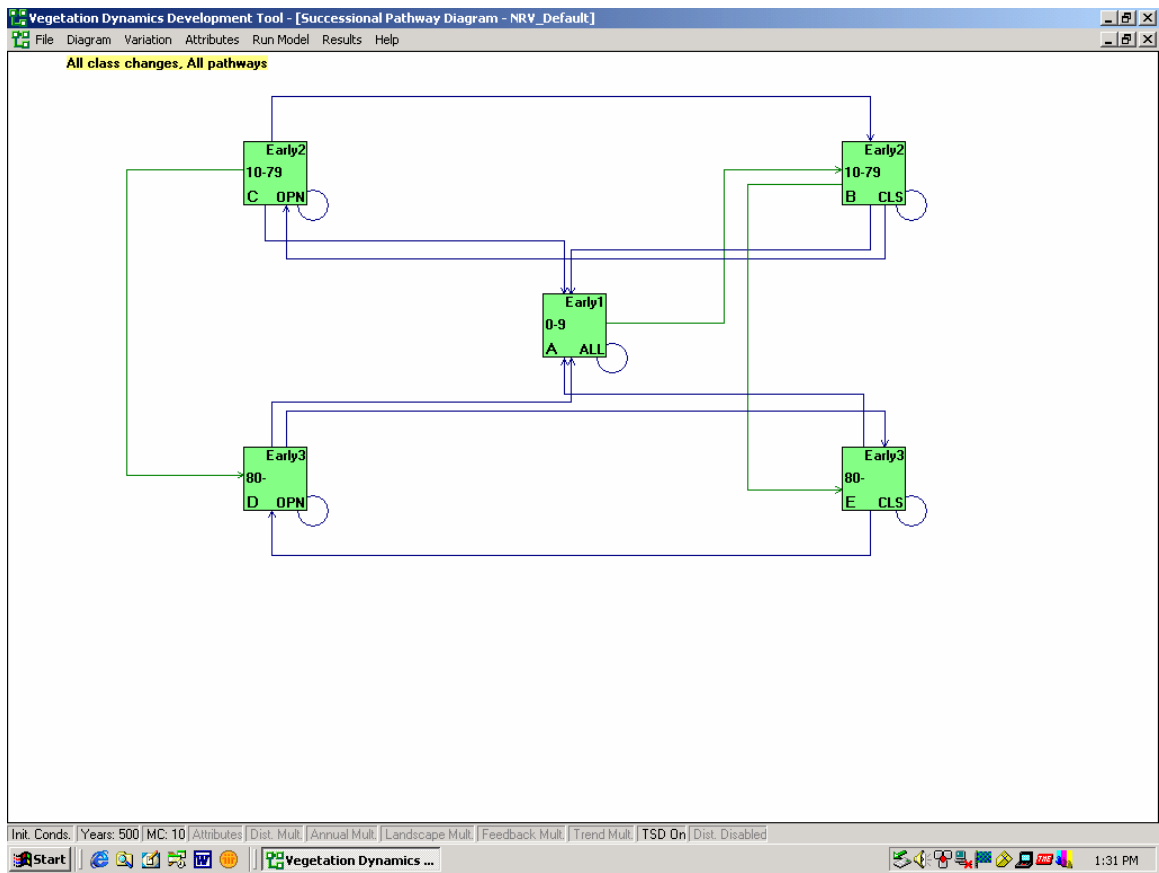 Vegetation Dynamics Development Tool - [Successional Pathway Diagram - NRV_Default]
File Diagram Variation Attributes Run Model Results Help
All class changes, All pathways
Early2
10-79
C OPN
Early2
10-79
B CLS
Early1
0-9
A ALL
Early3
80-
D OPN
Early3
80-
E CLS
Init. Conds. Years: 500 MC: 10 Attributes Dist. Mult. Annual Mult. Landscape Mult. Feedback Mult. Trend Mult. TSD On Dist. Disabled
Start Vegetation Dynamics ... 1:31 PM